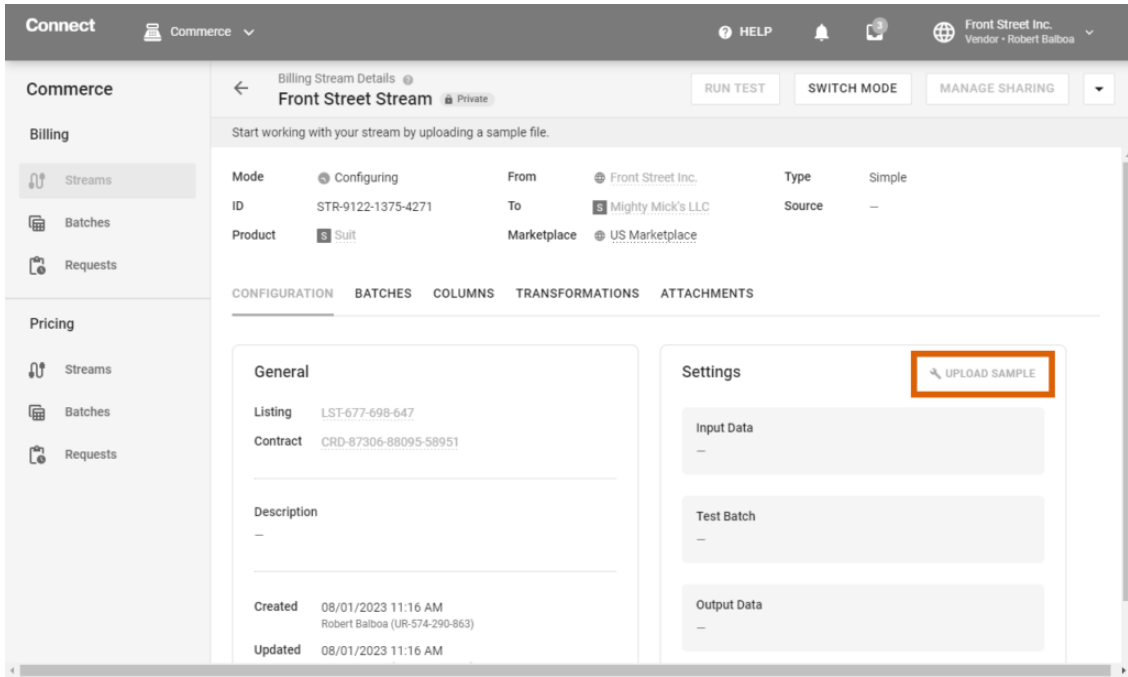 Connect
Commerce
HELP
3
Front Street Inc.
Vendor • Robert Balboa
Commerce
Billing
Streams
Batches
Requests
Pricing
Streams
Batches
Requests
Billing Stream Details
Front Street Stream Private
RUN TEST
SWITCH MODE
MANAGE SHARING
Start working with your stream by uploading a sample file.
Mode Configuring
From Front Street Inc.
Type Simple
ID STR-9122-1375-4271
To S Mighty Mick's LLC
Source —
Product S Suit
Marketplace US Marketplace
CONFIGURATION BATCHES COLUMNS TRANSFORMATIONS ATTACHMENTS
General
Listing LST-677-698-647
Contract CRD-87306-88095-58951
Description
—
Created 08/01/2023 11:16 AM
Robert Balboa (UR-574-290-863)
Updated 08/01/2023 11:16 AM
Settings
UPLOAD SAMPLE
Input Data
—
Test Batch
—
Output Data
—